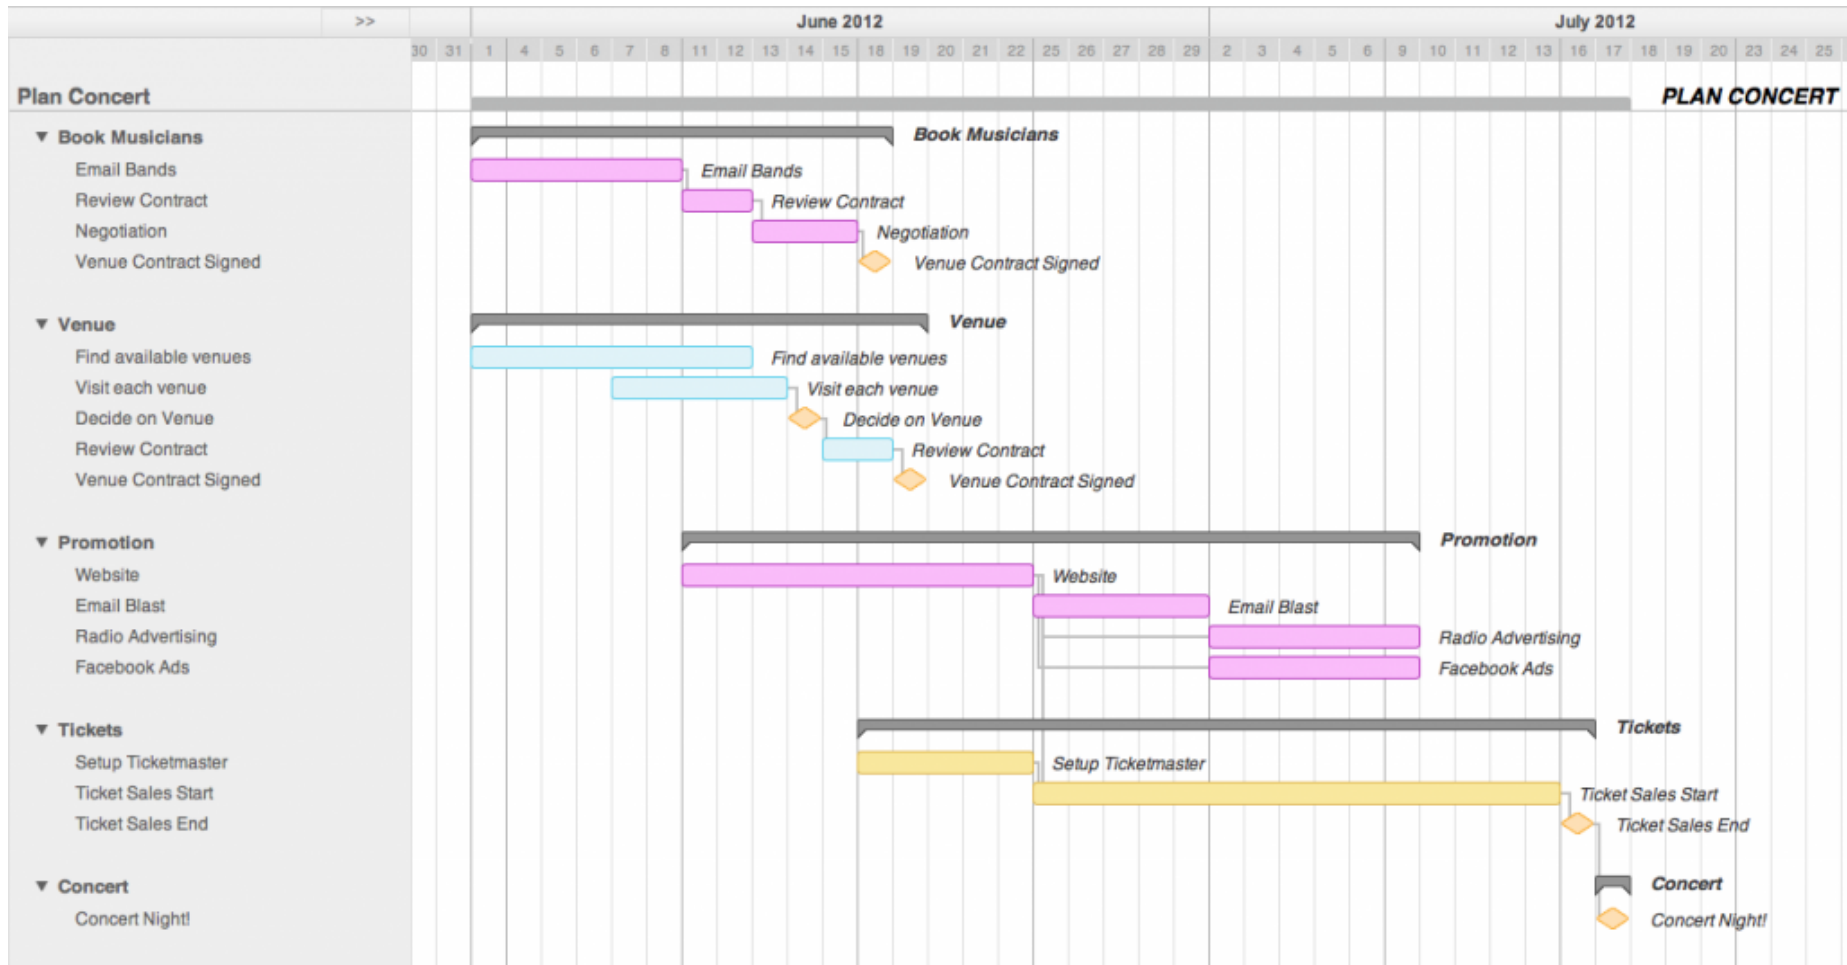 >> June 2012 July 2012
30 31 1 4 5 6 7 8 11 12 13 14 15 18 19 20 21 22 25 26 27 28 29 2 3 4 5 6 9 10 11 12 13 16 17 18 19 20 23 24 25
Plan Concert PLAN CONCERT
▼ Book Musicians Book Musicians
Email Bands Email Bands
Review Contract Review Contract
Negotiation Negotiation
Venue Contract Signed Venue Contract Signed
▼ Venue Venue
Find available venues Find available venues
Visit each venue Visit each venue
Decide on Venue Decide on Venue
Review Contract Review Contract
Venue Contract Signed Venue Contract Signed
▼ Promotion Promotion
Website Website
Email Blast Email Blast
Radio Advertising Radio Advertising
Facebook Ads Facebook Ads
▼ Tickets Tickets
Setup Ticketmaster Setup Ticketmaster
Ticket Sales Start Ticket Sales Start
Ticket Sales End Ticket Sales End
▼ Concert Concert
Concert Night! Concert Night!